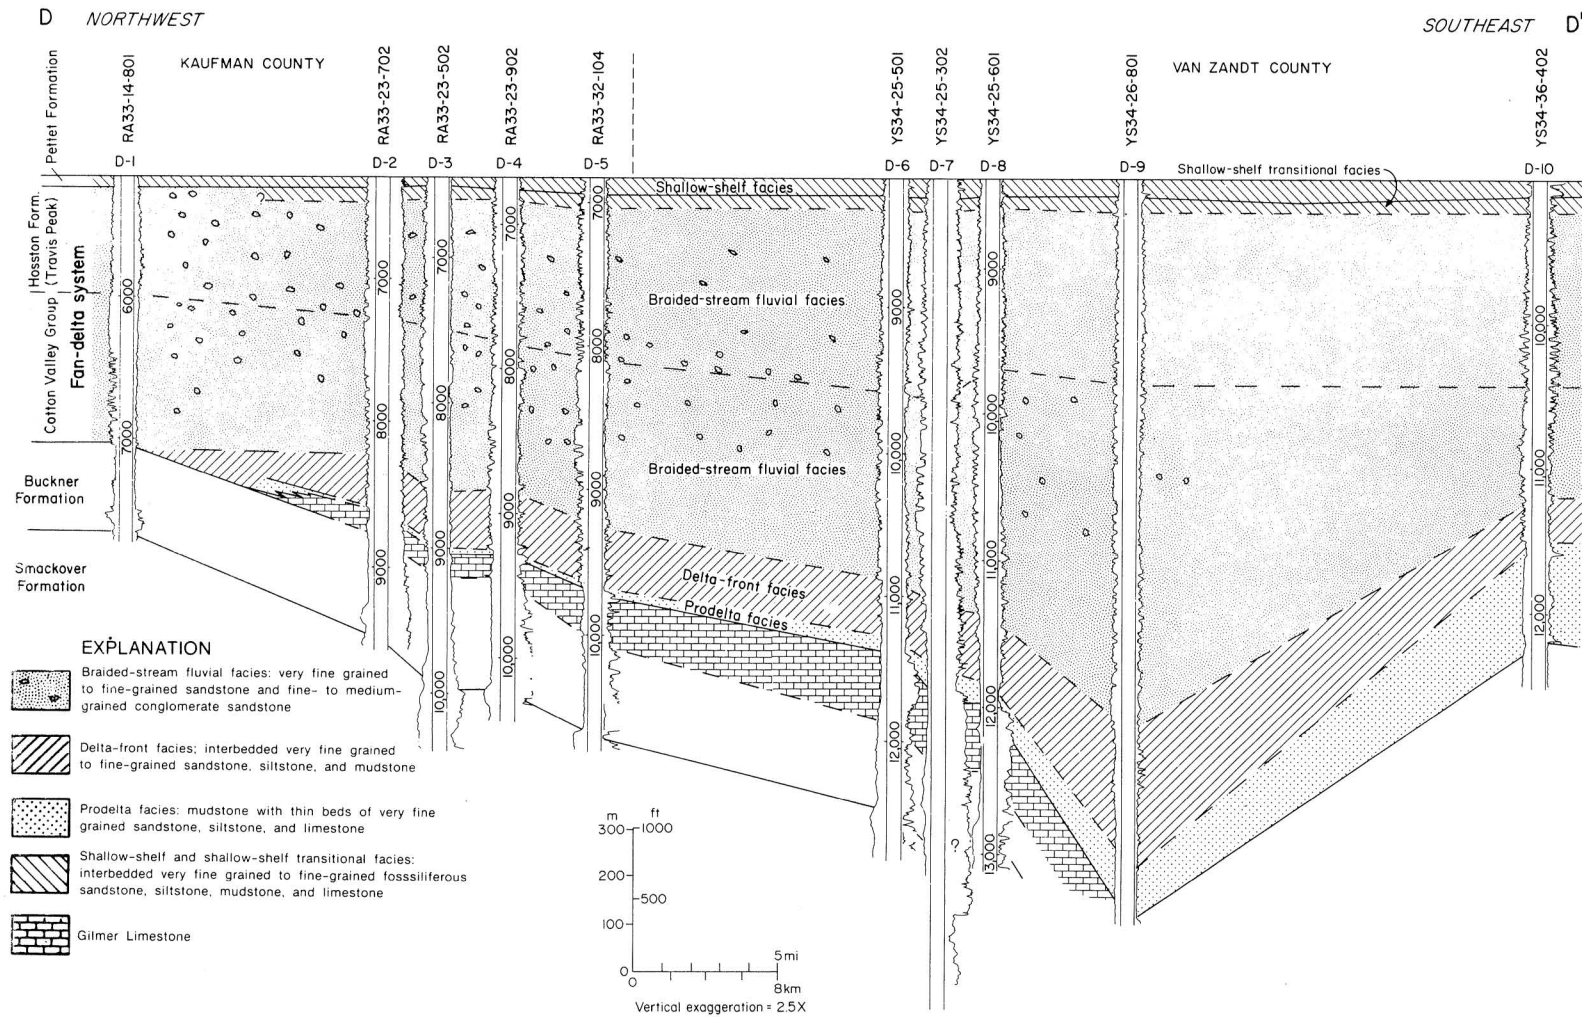 D NORTHWEST
SOUTHEAST D'
KAUFMAN COUNTY
VAN ZANDT COUNTY
Pettet Formation
RA33-14-801
RA33-23-702
RA33-23-502
RA33-23-902
RA33-32-104
YS34-25-501
YS34-25-302
YS34-25-601
YS34-26-801
YS34-36-402
D-1
D-2
D-3
D-4
D-5
D-6
D-7
D-8
D-9
D-10
Shallow-shelf facies
Shallow-shelf transitional facies
Hosston Form.
(Travis Peak)
Cotton Valley Group
Fan-delta system
Buckner
Formation
Smackover
Formation
?
6000
7000
7000
8000
9000
7000
8000
9000
10,000
7000
8000
9000
10,000
7000
8000
9000
10,000
9000
10,000
11,000
12,000
9000
10,000
11,000
12,000
13,000
10,000
11,000
12,000
Braided-stream fluvial facies
Braided-stream fluvial facies
Delta-front facies
Prodelta facies
?
EXPLANATION
Braided-stream fluvial facies: very fine grained
to fine-grained sandstone and fine- to medium-
grained conglomerate sandstone
Delta-front facies; interbedded very fine grained
to fine-grained sandstone, siltstone, and mudstone
Prodelta facies: mudstone with thin beds of very fine
grained sandstone, siltstone, and limestone
Shallow-shelf and shallow-shelf transitional facies:
interbedded very fine grained to fine-grained fosssiliferous
sandstone, siltstone, mudstone, and limestone
Gilmer Limestone
m ft
300 1000
200
500
100
0
0
5mi
8km
Vertical exaggeration = 2.5X